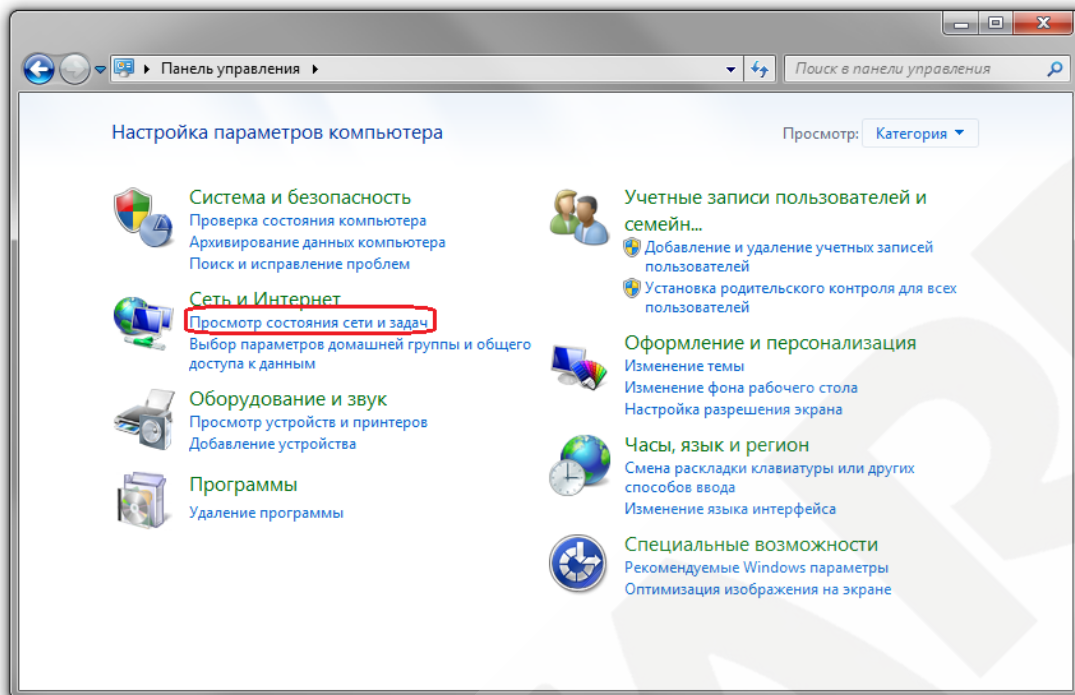 Панель управления
Поиск в панели управления
Настройка параметров компьютера
Просмотр: Категория
Система и безопасность
Проверка состояния компьютера
Архивирование данных компьютера
Поиск и исправление проблем
Сеть и Интернет
Просмотр состояния сети и задач
Выбор параметров домашней группы и общего
доступа к данным
Оборудование и звук
Просмотр устройств и принтеров
Добавление устройства
Программы
Удаление программы
Учетные записи пользователей и
семейн...
Добавление и удаление учетных записей
пользователей
Установка родительского контроля для всех
пользователей
Оформление и персонализация
Изменение темы
Изменение фона рабочего стола
Настройка разрешения экрана
Часы, язык и регион
Смена раскладки клавиатуры или других
способов ввода
Изменение языка интерфейса
Специальные возможности
Рекомендуемые Windows параметры
Оптимизация изображения на экране